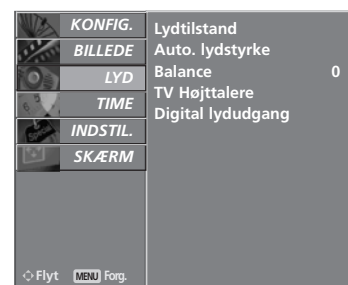 KONFIG.
BILLEDE
LYD
TIME
INDSTIL.
SKÆRM
Lydtilstand
Auto. lydstyrke
Balance 0
TV Højttalere
Digital lydudgang
Flyt MENU Forg.